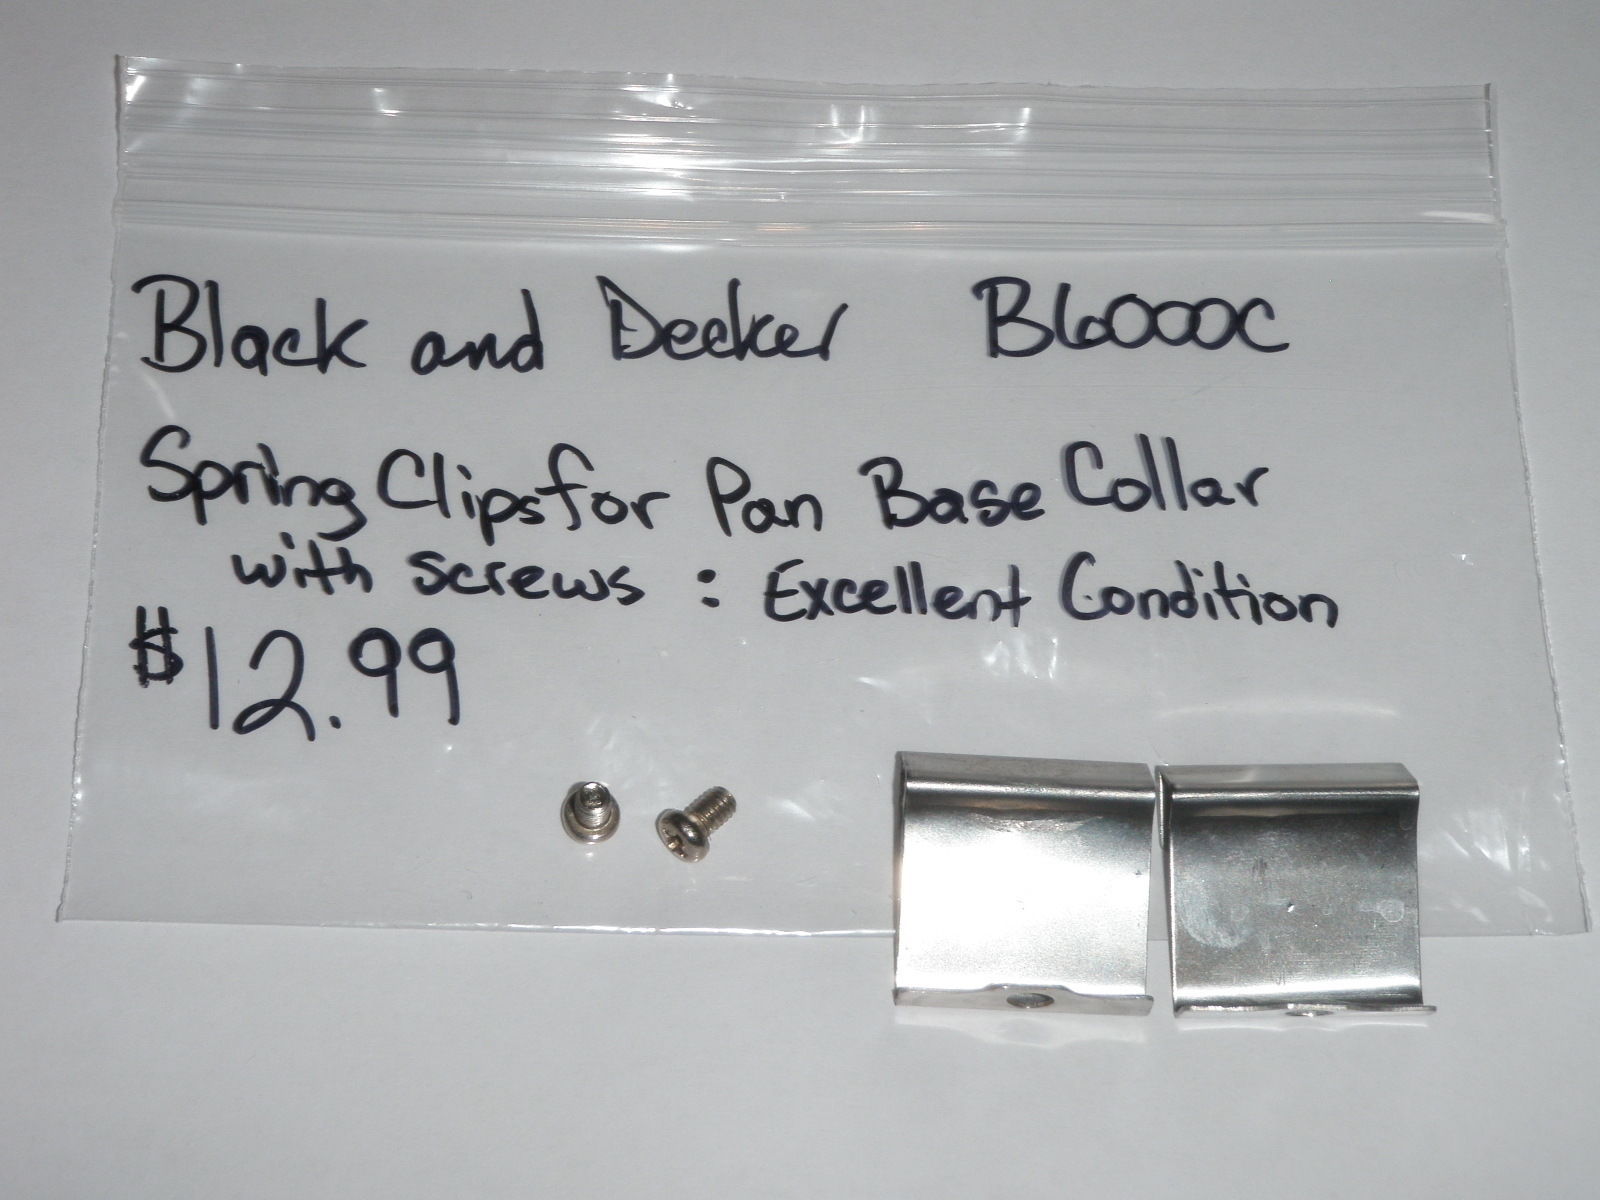 Black and Decker B6000C
Spring Clips for Pan Base Collar
with screws : Excellent Condition
$12.99